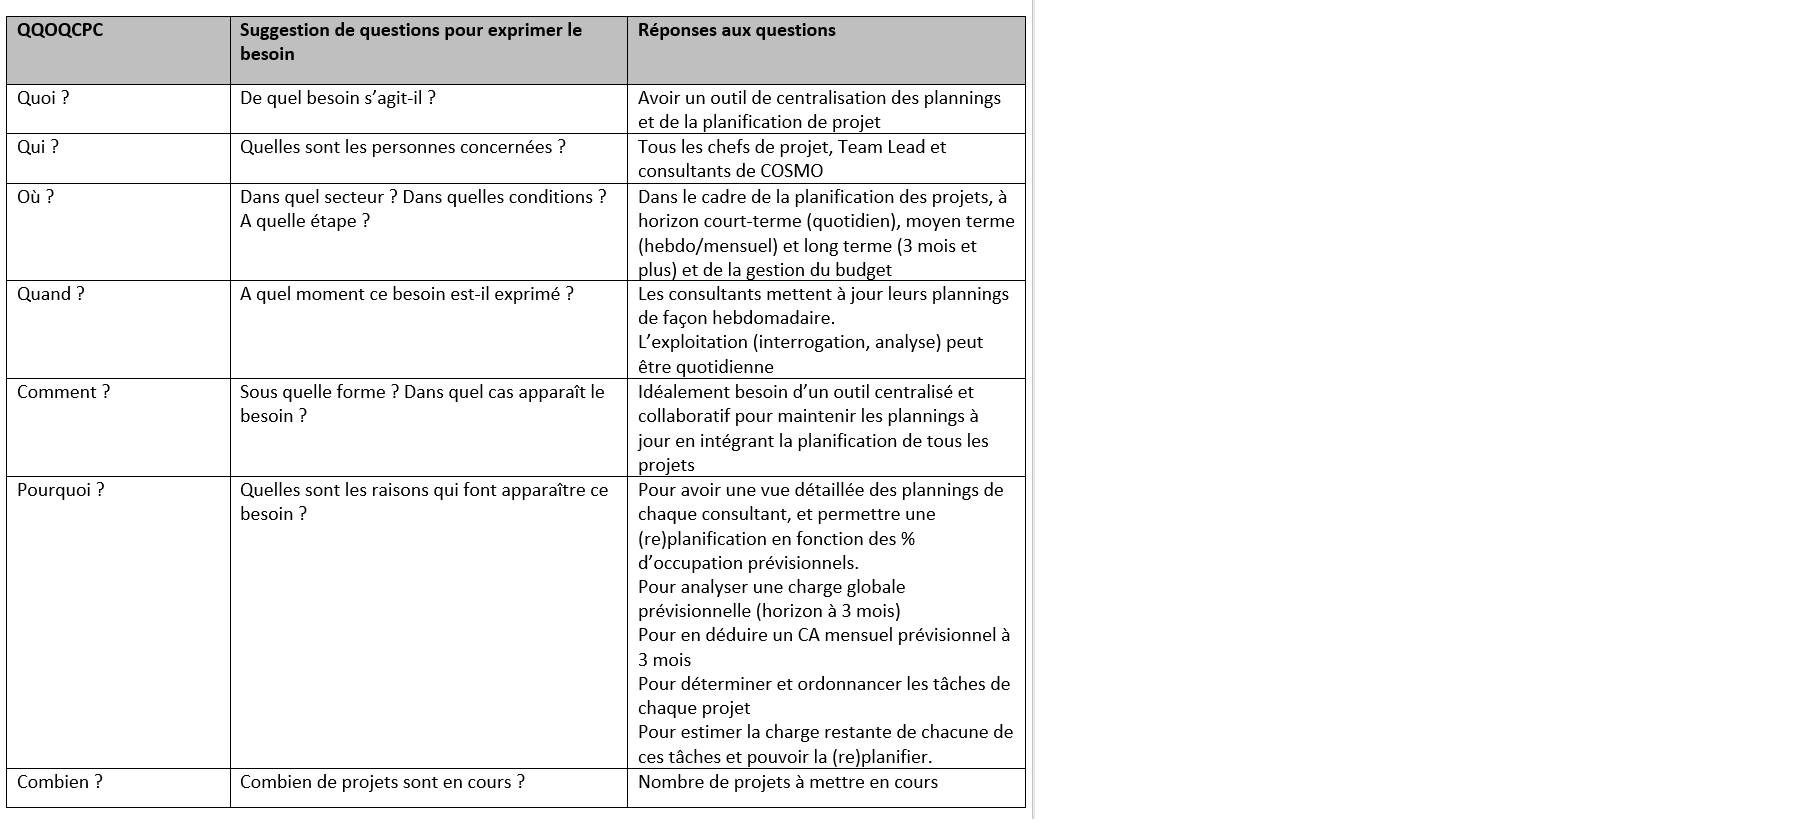 QQOQCPC
Suggestion de questions pour exprimer le
besoin
Réponses aux questions
Quoi ?
De quel besoin s’agit-il ?
Avoir un outil de centralisation des plannings
et de la planification de projet
Qui ?
Quelles sont les personnes concernées ?
Tous les chefs de projet, Team Lead et
consultants de COSMO
Où ?
Dans quel secteur ? Dans quelles conditions ?
A quelle étape ?
Dans le cadre de la planification des projets, à
horizon court-terme (quotidien), moyen terme
(hebdo/mensuel) et long terme (3 mois et
plus) et de la gestion du budget
Quand ?
A quel moment ce besoin est-il exprimé ?
Les consultants mettent à jour leurs plannings
de façon hebdomadaire.
L’exploitation (interrogation, analyse) peut
être quotidienne
Comment ?
Sous quelle forme ? Dans quel cas apparaît le
besoin ?
Idéalement besoin d’un outil centralisé et
collaboratif pour maintenir les plannings à
jour en intégrant la planification de tous les
projets
Pourquoi ?
Quelles sont les raisons qui font apparaître ce
besoin ?
Pour avoir une vue détaillée des plannings de
chaque consultant, et permettre une
(re)planification en fonction des %
d’occupation prévisionnels.
Pour analyser une charge globale
prévisionnelle (horizon à 3 mois)
Pour en déduire un CA mensuel prévisionnel à
3 mois
Pour déterminer et ordonnancer les tâches de
chaque projet
Pour estimer la charge restante de chacune de
ces tâches et pouvoir la (re)planifier.
Combien ?
Combien de projets sont en cours ?
Nombre de projets à mettre en cours